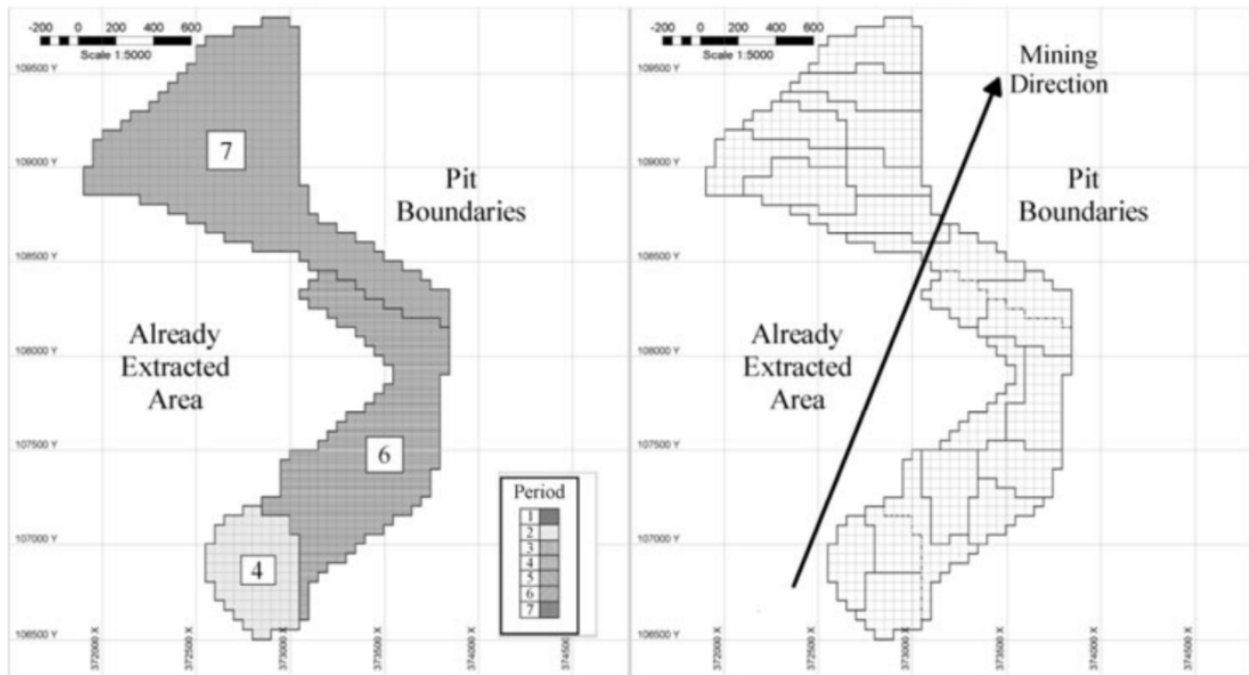 -200 0 200 400 600
Scale 1:5000
109500 Y
109000 Y
108500 Y
108000 Y
107500 Y
107000 Y
106500 Y
372000 X
372500 X
373000 X
373500 X
374000 X
7
6
4
Pit
Boundaries
Already
Extracted
Area
Period
1
2
3
4
5
6
7
-200 0 200 400 600
Scale 1:5000
109500 Y
109000 Y
108500 Y
108000 Y
107500 Y
107000 Y
106500 Y
372000 X
372500 X
373000 X
373500 X
374000 X
374500 X
Mining
Direction
Pit
Boundaries
Already
Extracted
Area